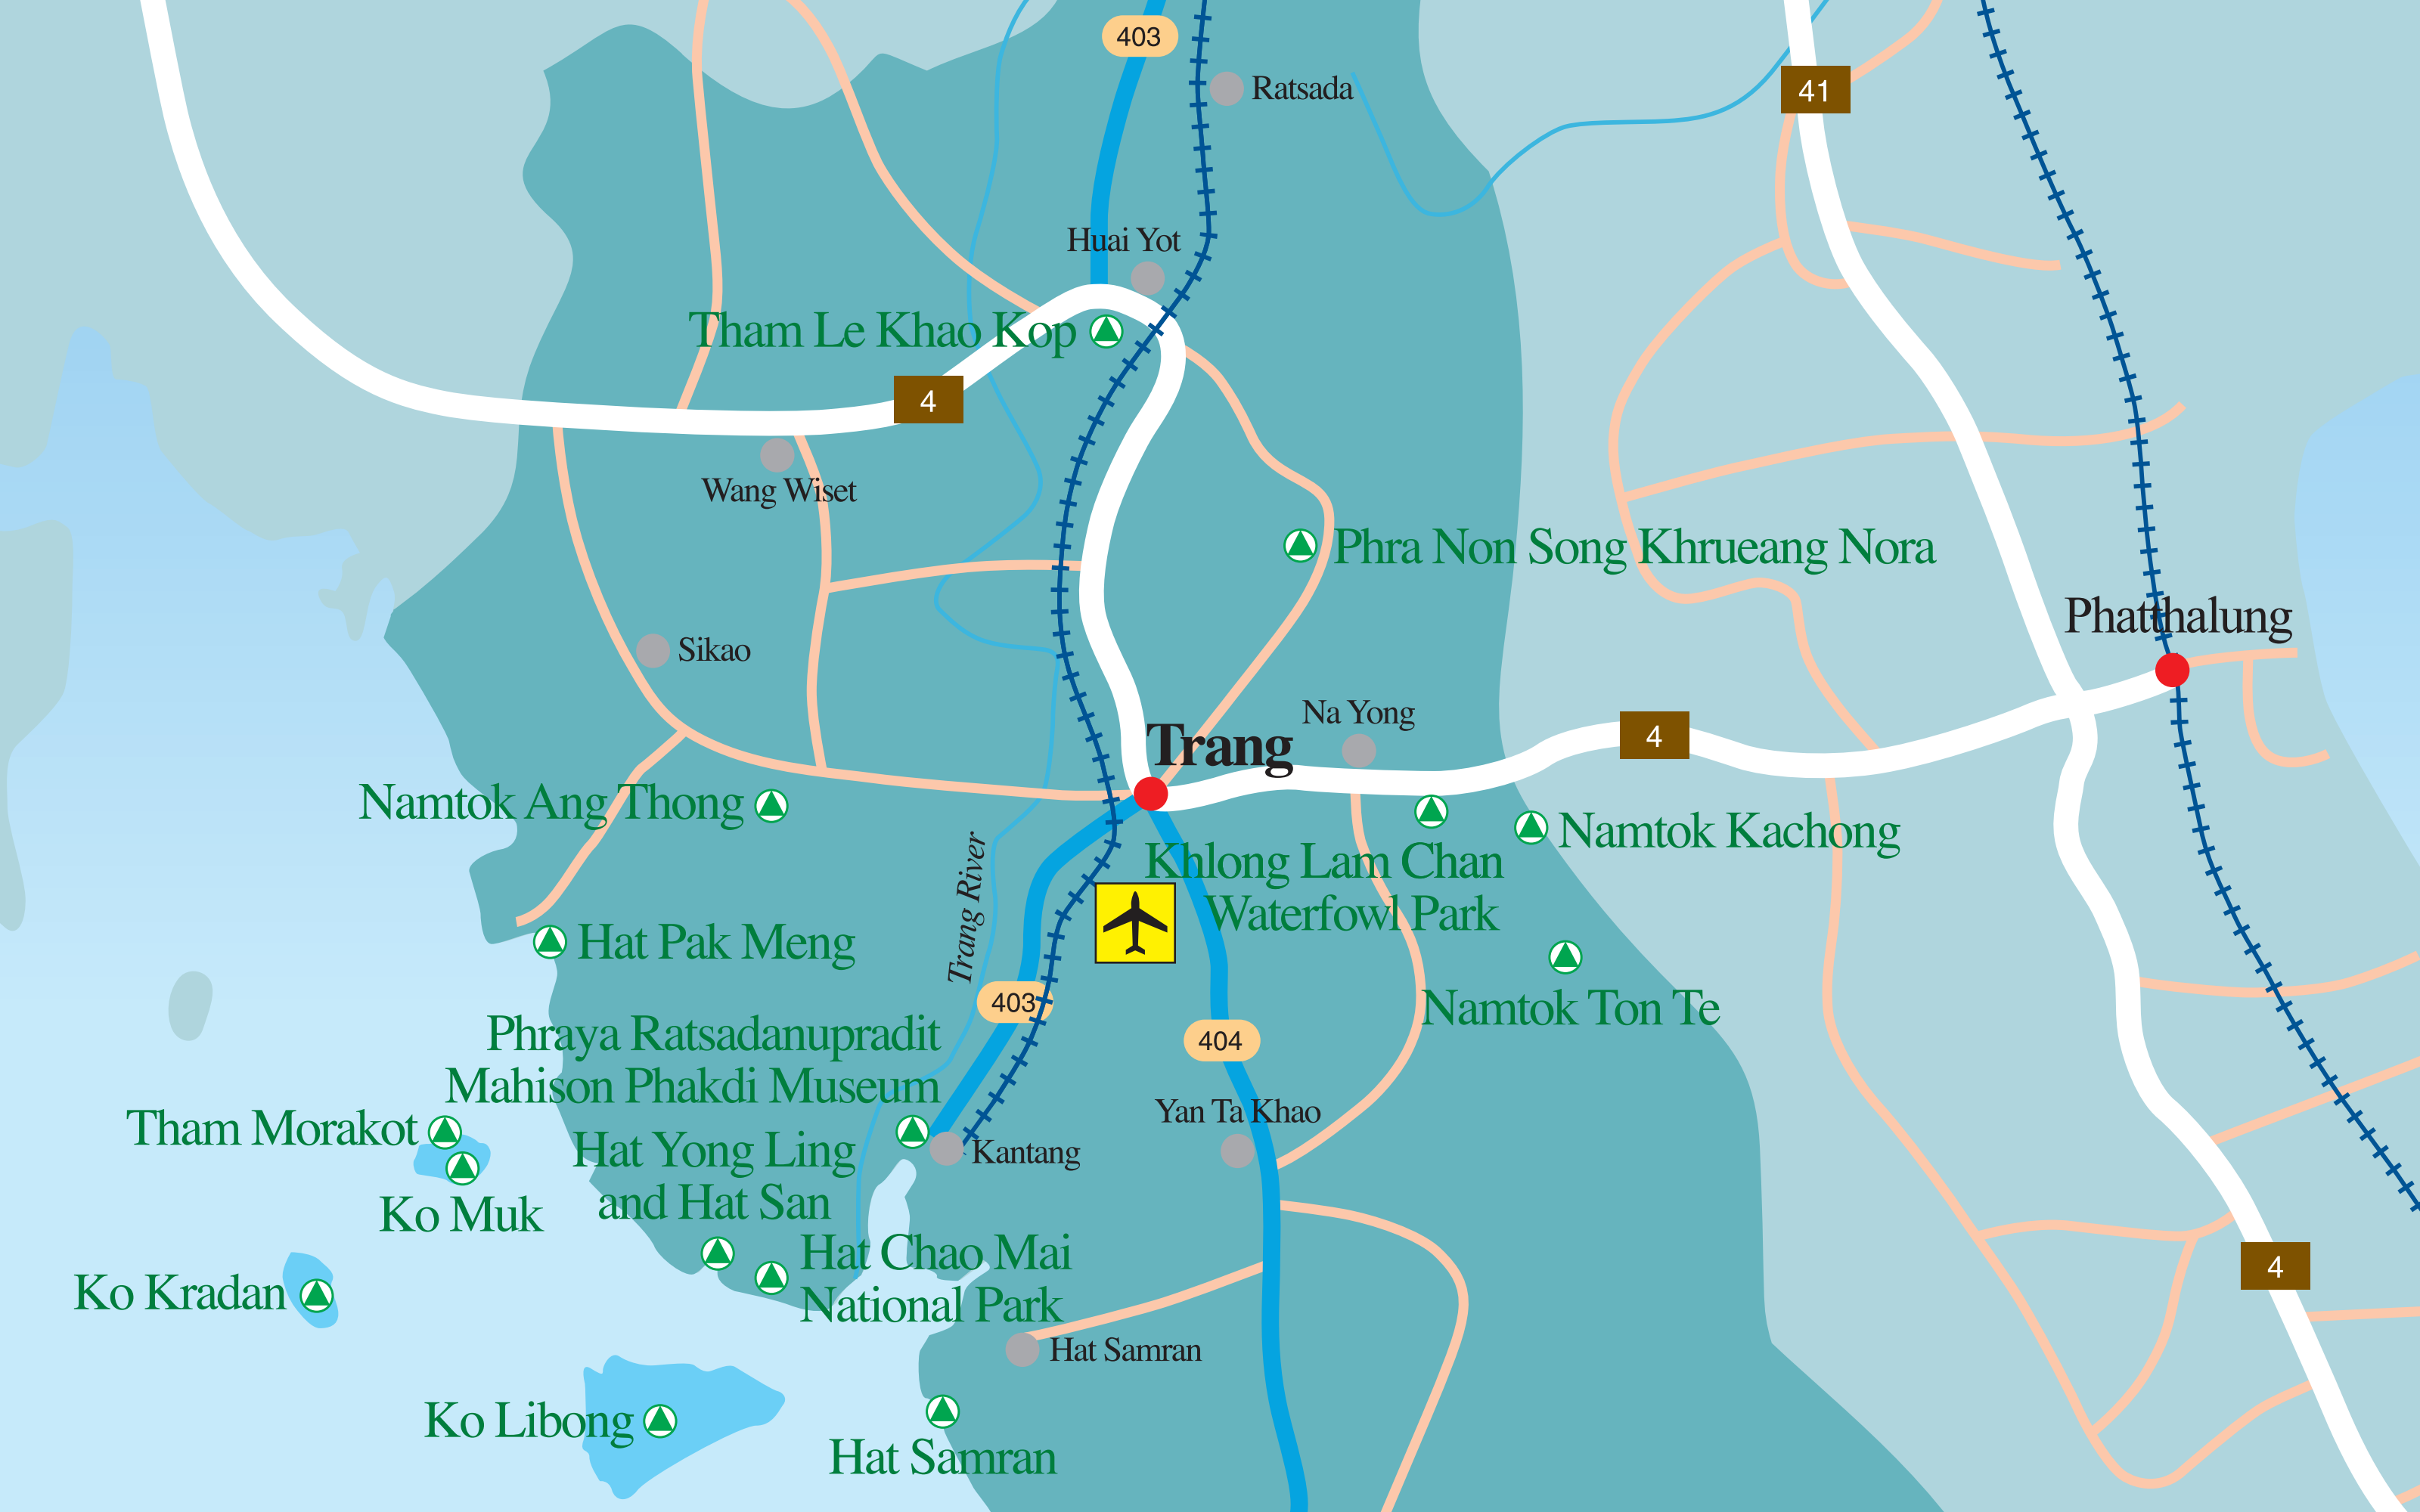 403
Ratsada
41
Huai Yot
Tham Le Khao Kop
4
Wang Wiset
Phra Non Song Khrueang Nora
Phatthalung
Sikao
Na Yong
Trang
4
Namtok Ang Thong
Namtok Kachong
Khlong Lam Chan
Waterfowl Park
Trang River
Hat Pak Meng
403
Namtok Ton Te
Phraya Ratsadanupradit
Mahison Phakdi Museum
404
Yan Ta Khao
Tham Morakot
Hat Yong Ling
and Hat San
Kantang
Ko Muk
Hat Chao Mai
National Park
4
Ko Kradan
Hat Samran
Ko Libong
Hat Samran